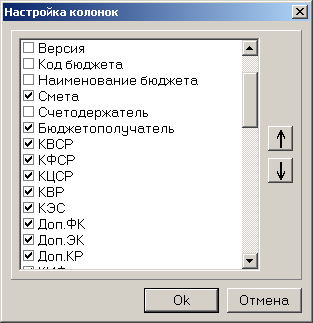 Настройка колонок
Версия
Код бюджета
Наименование бюджета
Смета
Счетодержатель
Бюджетополучатель
КВСР
КФСР
КЦСР
КВР
КЭС
Доп.ФК
Доп.ЭК
Доп.КР
Ok
Отмена